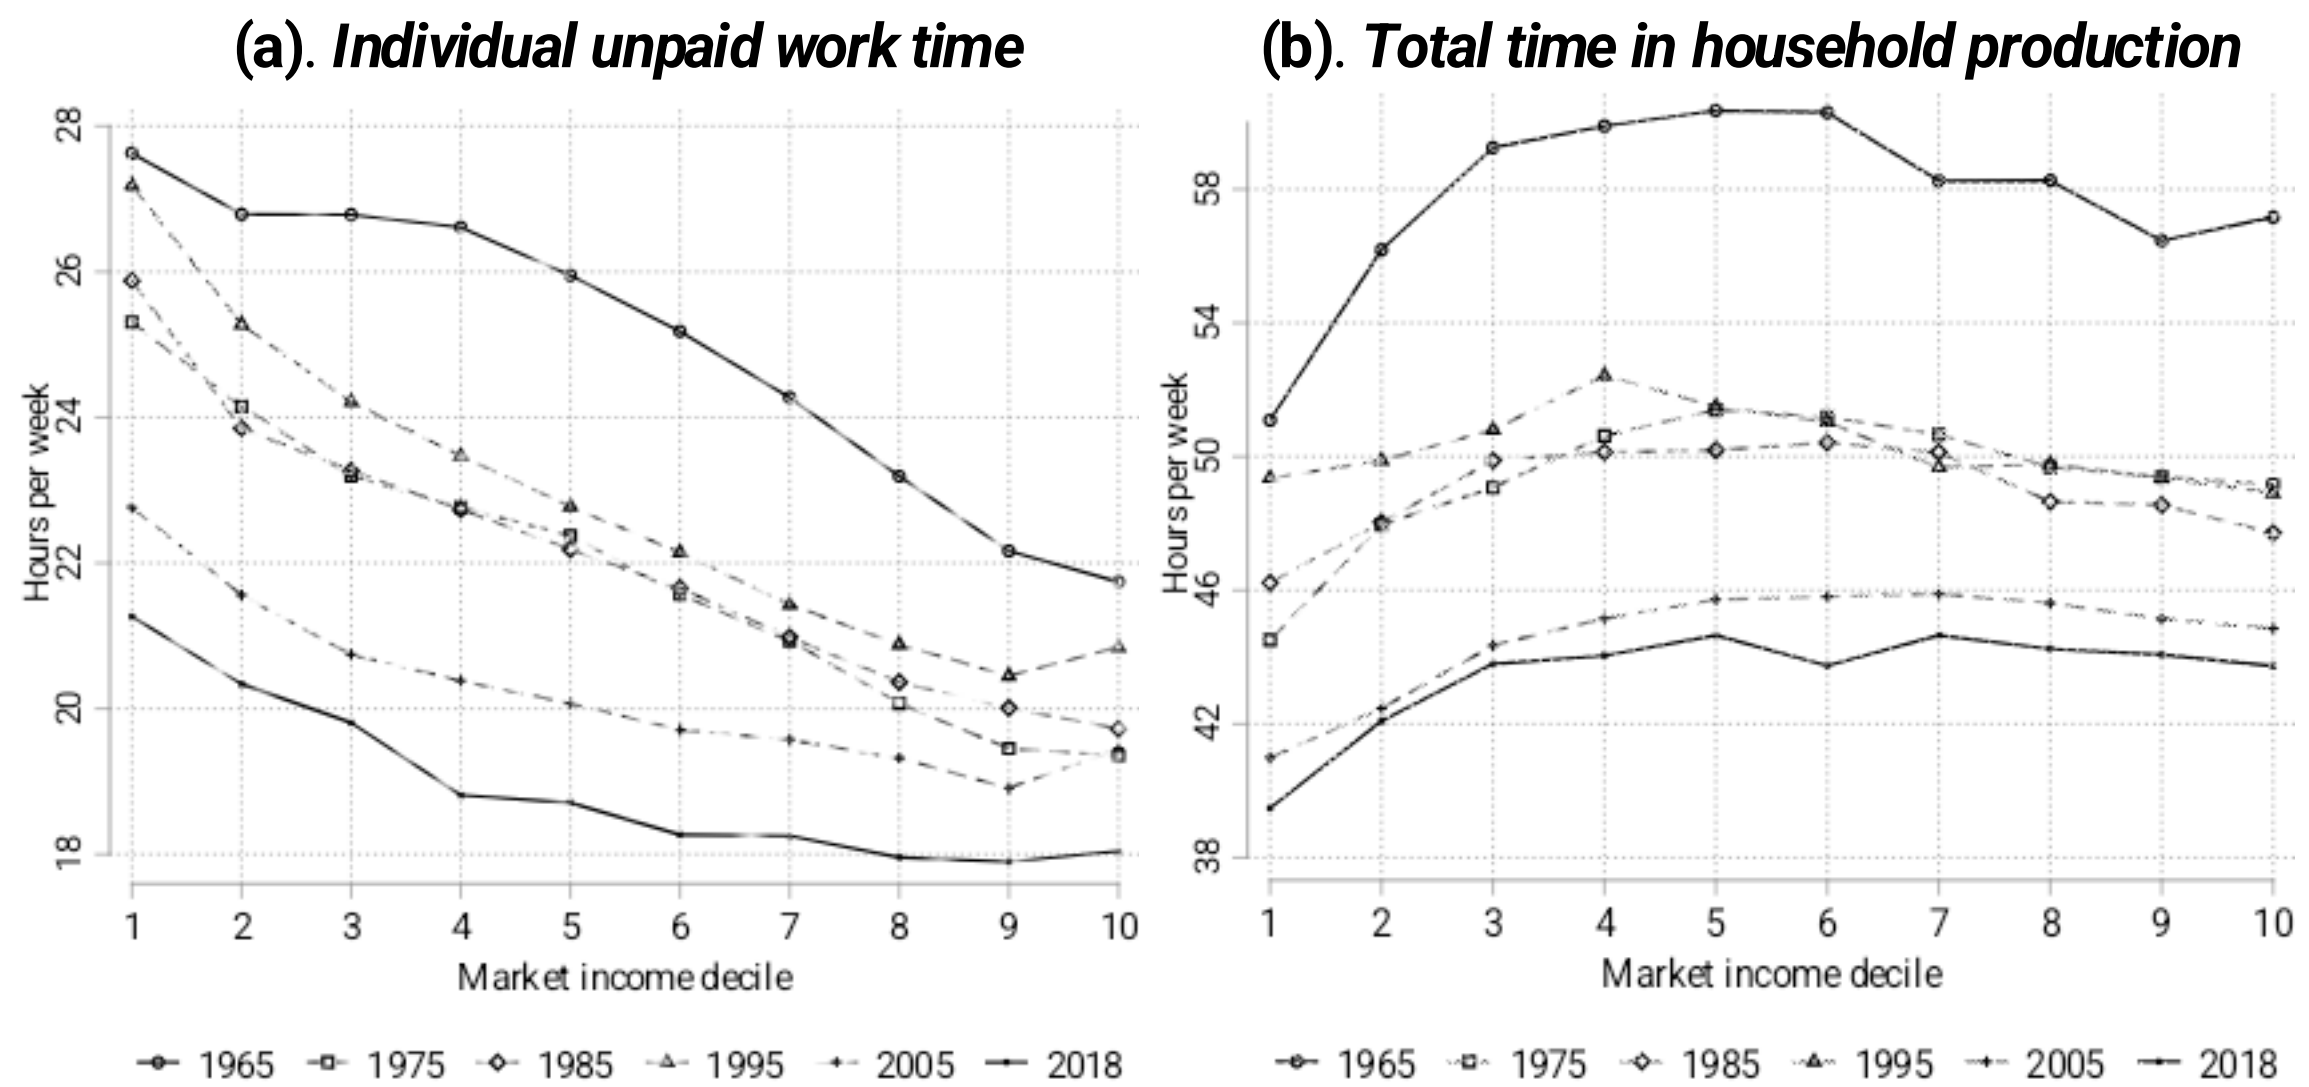 (a). Individual unpaid work time
28
26
24
22
20
18
Hours per week
1 2 3 4 5 6 7 8 9 10
Market income decile
1965 1975 1985 1995 2005 2018
(b). Total time in household production
58
54
50
46
42
38
Hours per week
1 2 3 4 5 6 7 8 9 10
Market income decile
1965 1975 1985 1995 2005 2018